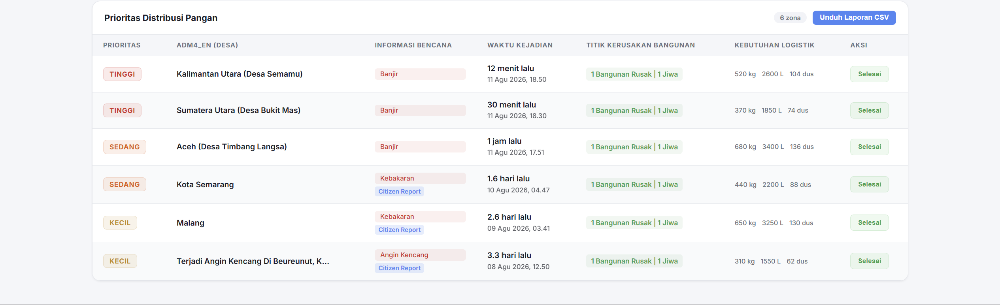 Prioritas Distribusi Pangan
6 zona
Unduh Laporan CSV
PRIORITAS ADM4_EN (DESA) INFORMASI BENCANA WAKTU KEJADIAN TITIK KERUSAKAN BANGUNAN KEBUTUHAN LOGISTIK AKSI
TINGGI Kalimantan Utara (Desa Semamu) Banjir 12 menit lalu 1 Bangunan Rusak | 1 Jiwa 520 kg 2600 L 104 dus Selesai
11 Agu 2026, 18.50
TINGGI Sumatera Utara (Desa Bukit Mas) Banjir 30 menit lalu 1 Bangunan Rusak | 1 Jiwa 370 kg 1850 L 74 dus Selesai
11 Agu 2026, 18.30
SEDANG Aceh (Desa Timbang Langsa) Banjir 1 jam lalu 1 Bangunan Rusak | 1 Jiwa 680 kg 3400 L 136 dus Selesai
11 Agu 2026, 17.51
SEDANG Kota Semarang Kebakaran 1.6 hari lalu 1 Bangunan Rusak | 1 Jiwa 440 kg 2200 L 88 dus Selesai
Citizen Report 10 Agu 2026, 04.47
KECIL Malang Kebakaran 2.6 hari lalu 1 Bangunan Rusak | 1 Jiwa 650 kg 3250 L 130 dus Selesai
Citizen Report 09 Agu 2026, 03.41
KECIL Terjadi Angin Kencang Di Beureunut, K... Angin Kencang 3.3 hari lalu 1 Bangunan Rusak | 1 Jiwa 310 kg 1550 L 62 dus Selesai
Citizen Report 08 Agu 2026, 12.50